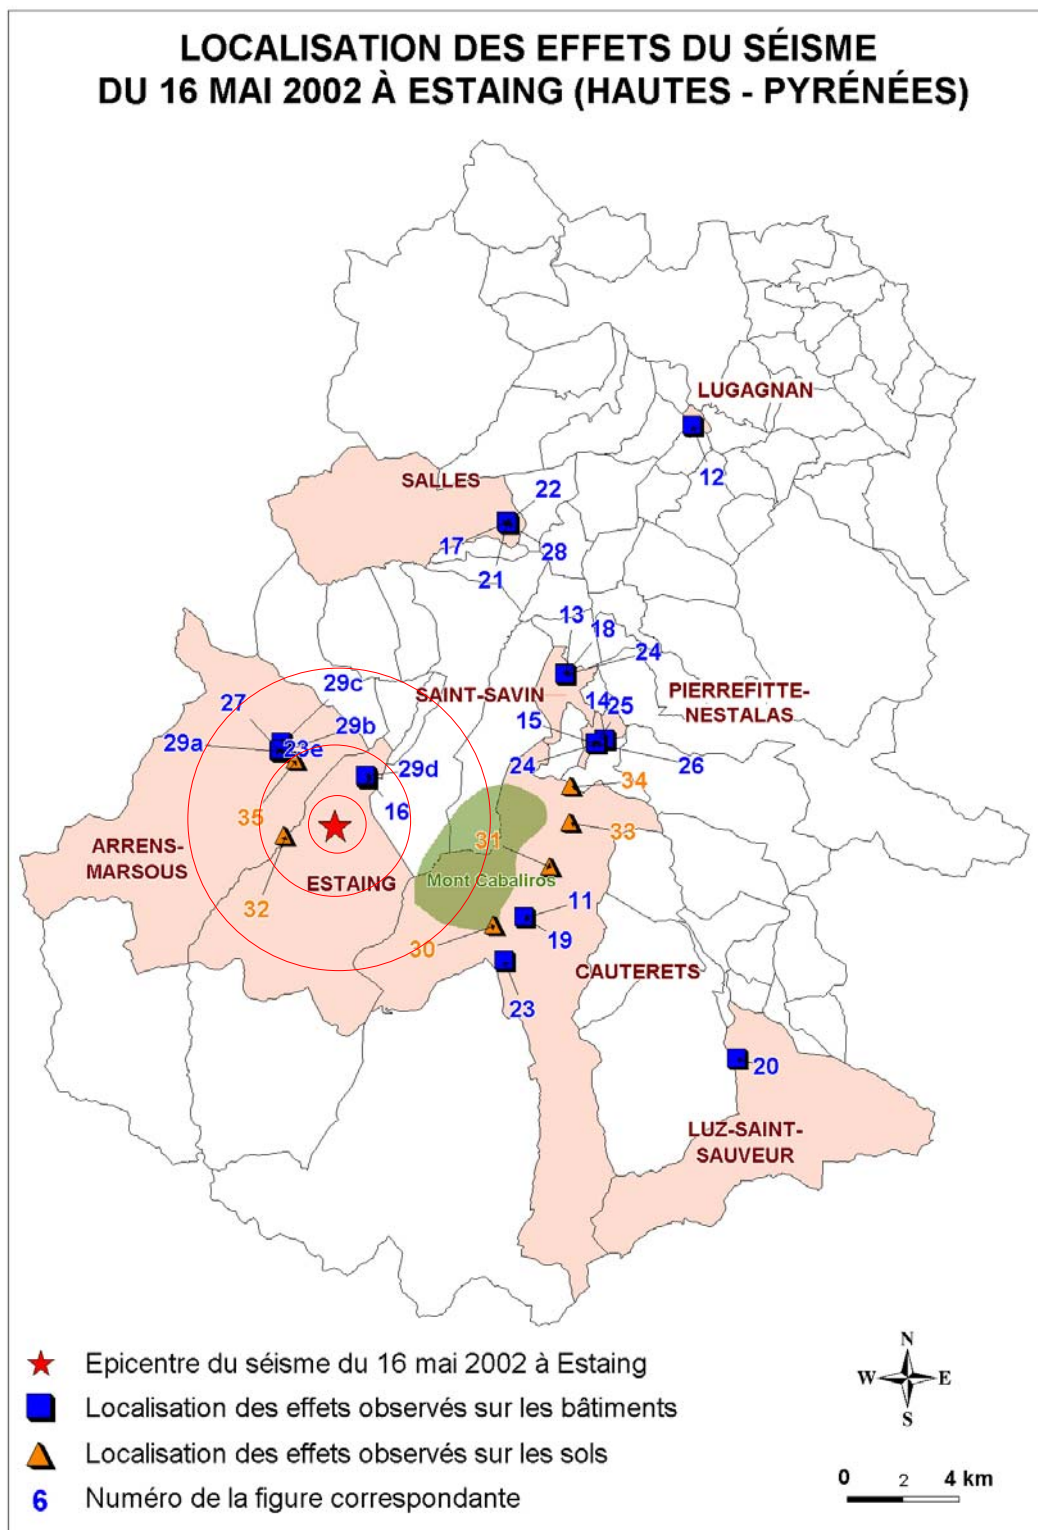 LOCALISATION DES EFFETS DU SÉISME
DU 16 MAI 2002 À ESTAING (HAUTES - PYRÉNÉES)
LUGAGNAN
12
SALLES
22
17
28
21
13
18
24
29c
SAINT-SAVIN
PIERREFITTE-
NESTALAS
27
29b
14
25
15
29a
23e
24
26
29d
34
16
35
31
33
ARRENS-
MARSOUS
ESTAING
Mont Cabaliros
32
11
30
19
CAUTERETS
23
20
LUZ-SAINT-
SAUVEUR
N
W
E
S
Epicentre du séisme du 16 mai 2002 à Estaing
Localisation des effets observés sur les bâtiments
Localisation des effets observés sur les sols
6 Numéro de la figure correspondante
0 2 4 km